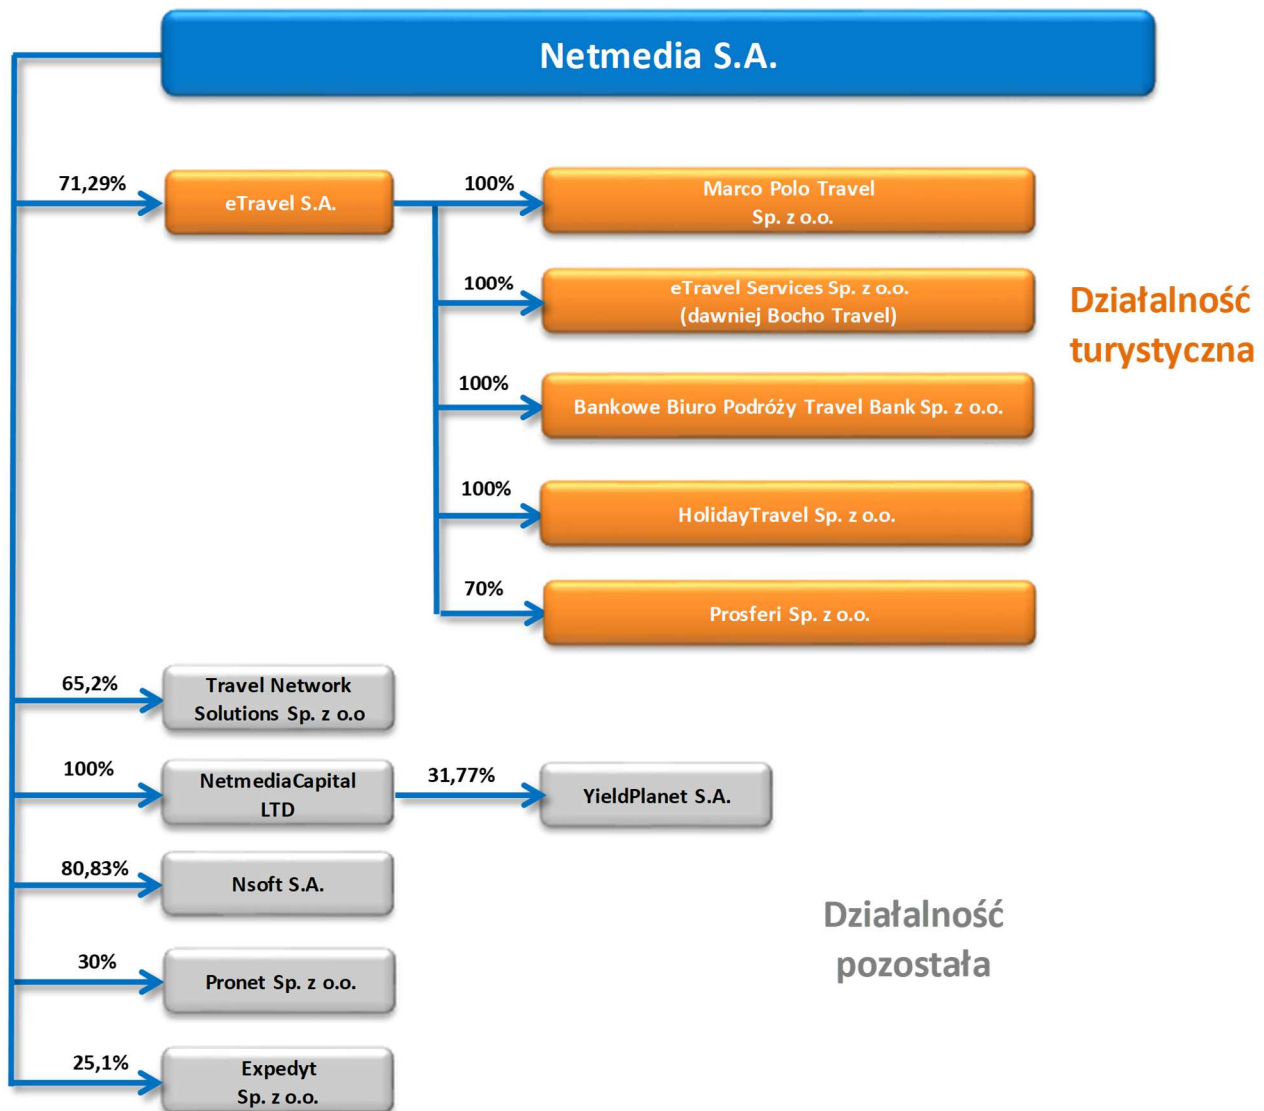 Netmedia S.A.
71,29%
eTravel S.A.
100%
Marco Polo Travel
Sp. z o.o.
100%
eTravel Services Sp. z o.o.
(dawniej Bocho Travel)
Działalność
turystyczna
100%
Bankowe Biuro Podróży Travel Bank Sp. z o.o.
100%
HolidayTravel Sp. z o.o.
70%
Prosferi Sp. z o.o.
65,2%
Travel Network
Solutions Sp. z o.o
100%
NetmediaCapital
LTD
31,77%
YieldPlanet S.A.
80,83%
Nsoft S.A.
Działalność
pozostała
30%
Pronet Sp. z o.o.
25,1%
Expedyt
Sp. z o.o.